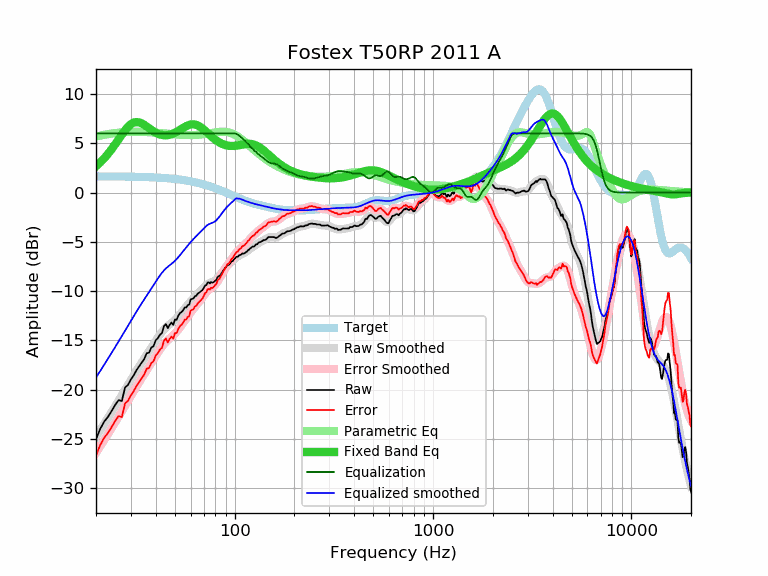 Fostex T50RP 2011 A
10
5
0
−5
−10
−15
−20
−25
−30
Amplitude (dBr)
Target
Raw Smoothed
Error Smoothed
Raw
Error
Parametric Eq
Fixed Band Eq
Equalization
Equalized smoothed
100 1000 10000
Frequency (Hz)